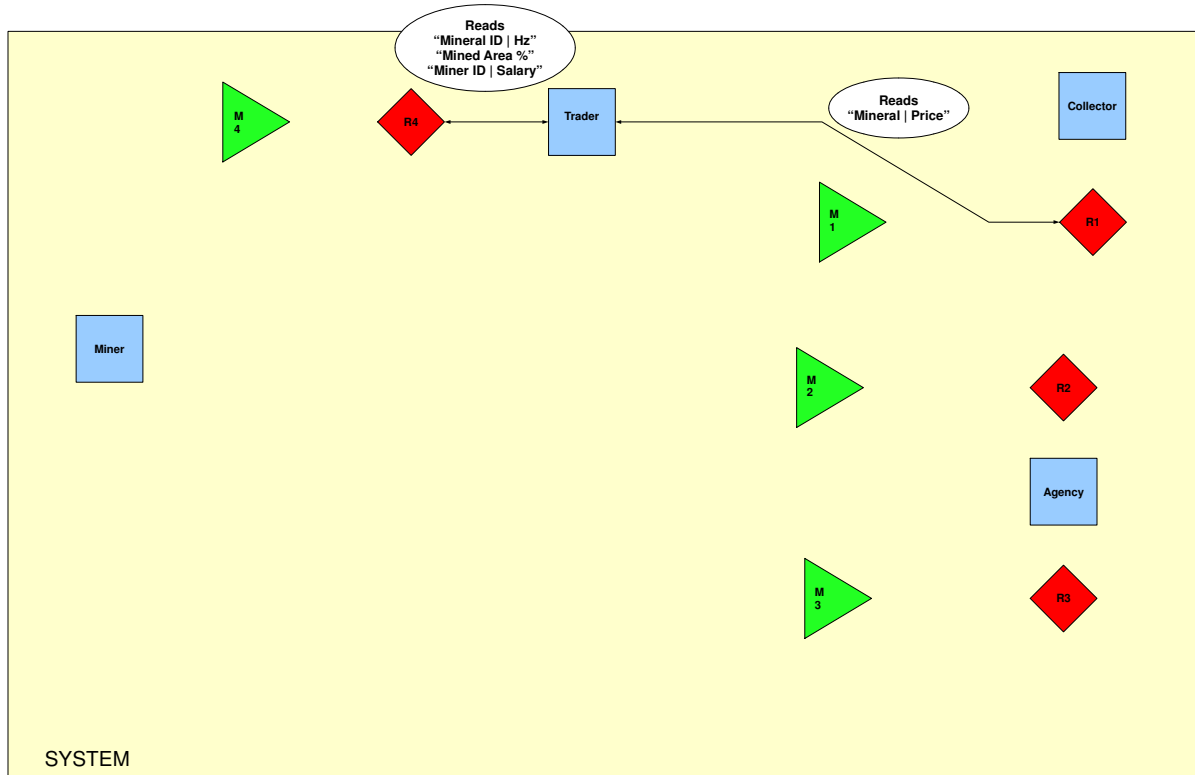 Reads
“Mineral ID | Hz”
“Mined Area %”
“Miner ID | Salary”
Reads
“Mineral | Price”
Collector
M
4
R4
Trader
M
1
R1
Miner
M
2
R2
Agency
M
3
R3
SYSTEM